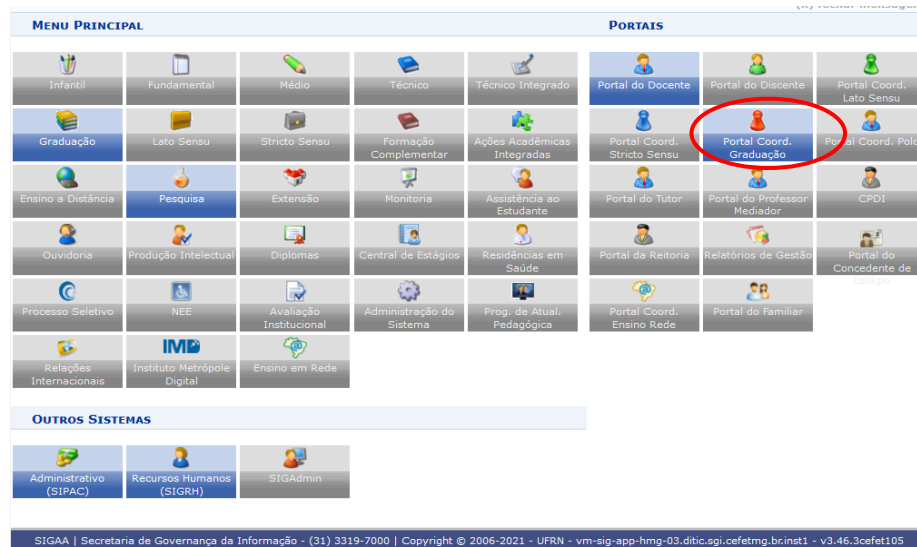 MENU PRINCIPAL
PORTAIS
Infantil
Fundamental
Médio
Técnico
Técnico Integrado
Portal do Docente
Portal do Discente
Portal Coord.
Lato Sensu
Graduação
Lato Sensu
Stricto Sensu
Formação
Complementar
Ações Acadêmicas
Integradas
Portal Coord.
Stricto Sensu
Portal Coord.
Graduação
Portal Coord. Polo
Ensino a Distância
Pesquisa
Extensão
Monitoria
Assistência ao
Estudante
Portal do Tutor
Portal do Professor
Mediador
CPDI
Ouvidoria
Produção Intelectual
Diplomas
Central de Estágios
Residências em
Saúde
Portal da Reitoria
Relatórios de Gestão
Portal do
Concedente de
Estágio
Processo Seletivo
NEE
Avaliação
Institucional
Administração do
Sistema
Prog. de Atual.
Pedagógica
Portal Coord.
Ensino Rede
Portal do Familiar
Relações
Internacionais
IMD
Instituto Metrópole
Digital
Ensino em Rede
OUTROS SISTEMAS
Administrativo
(SIPAC)
Recursos Humanos
(SIGRH)
SIGAdmin
SIGAA | Secretaria de Governança da Informação - (31) 3319-7000 | Copyright © 2006-2021 - UFRN - vm-sig-app-hmg-03.ditic.sgi.cefetmg.br.inst1 - v3.46.3cefet105